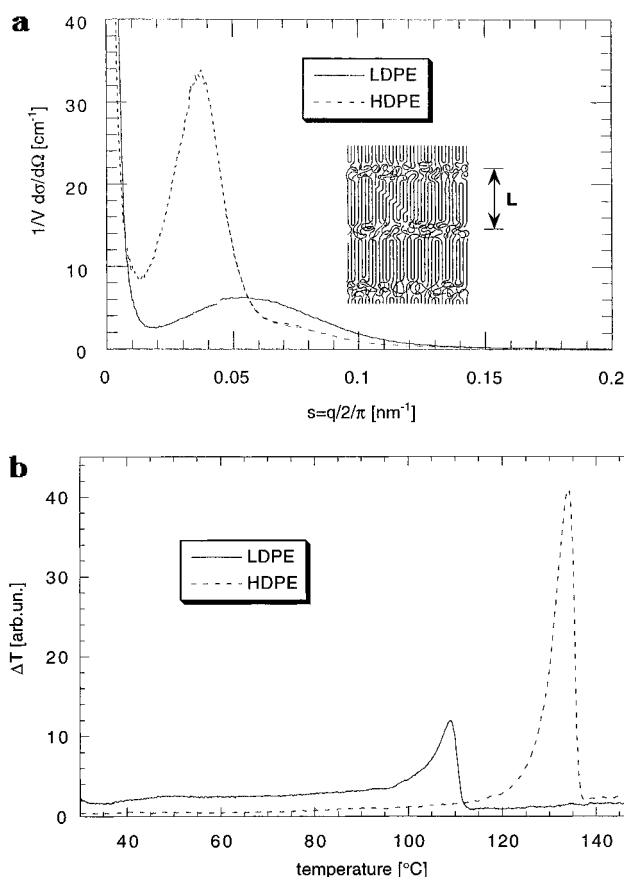 a
40
30
20
10
0
1/V dσ/dΩ [cm⁻¹]
LDPE
HDPE
L
0
0.05
0.1
0.15
0.2
s=q/2/π [nm⁻¹]
b
40
30
20
10
0
ΔT [arb.un.]
LDPE
HDPE
40
60
80
100
120
140
temperature [°C]